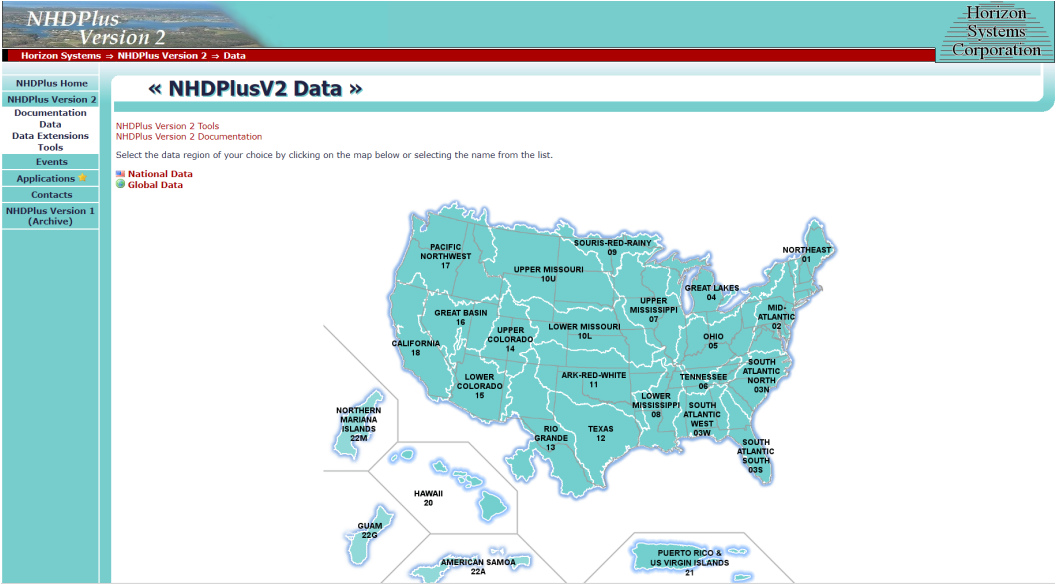 NHDPlus
Version 2
Horizon
Systems
Corporation
Horizon Systems ⇒ NHDPlus Version 2 ⇒ Data
NHDPlus Home
NHDPlus Version 2
Documentation
Data
Data Extensions
Tools
Events
Applications
Contacts
NHDPlus Version 1
(Archive)
« NHDPlusV2 Data »
NHDPlus Version 2 Tools
NHDPlus Version 2 Documentation
Select the data region of your choice by clicking on the map below or selecting the name from the list.
National Data
Global Data
PACIFIC
NORTHWEST
17
SOURIS-RED-RAINY
09
NORTHEAST
01
UPPER MISSOURI
10U
GREAT LAKES
04
UPPER
MISSISSIPPI
07
MID-
ATLANTIC
02
GREAT BASIN
16
UPPER
COLORADO
14
LOWER MISSOURI
10L
OHIO
05
CALIFORNIA
18
LOWER
COLORADO
15
ARK-RED-WHITE
11
TENNESSEE
06
SOUTH
ATLANTIC
NORTH
03N
LOWER
MISSISSIPPI
08
SOUTH
ATLANTIC
WEST
03W
NORTHERN
MARIANA
ISLANDS
22M
RIO
GRANDE
13
TEXAS
12
SOUTH
ATLANTIC
SOUTH
03S
HAWAII
20
GUAM
22G
AMERICAN SAMOA
22A
PUERTO RICO &
US VIRGIN ISLANDS
21